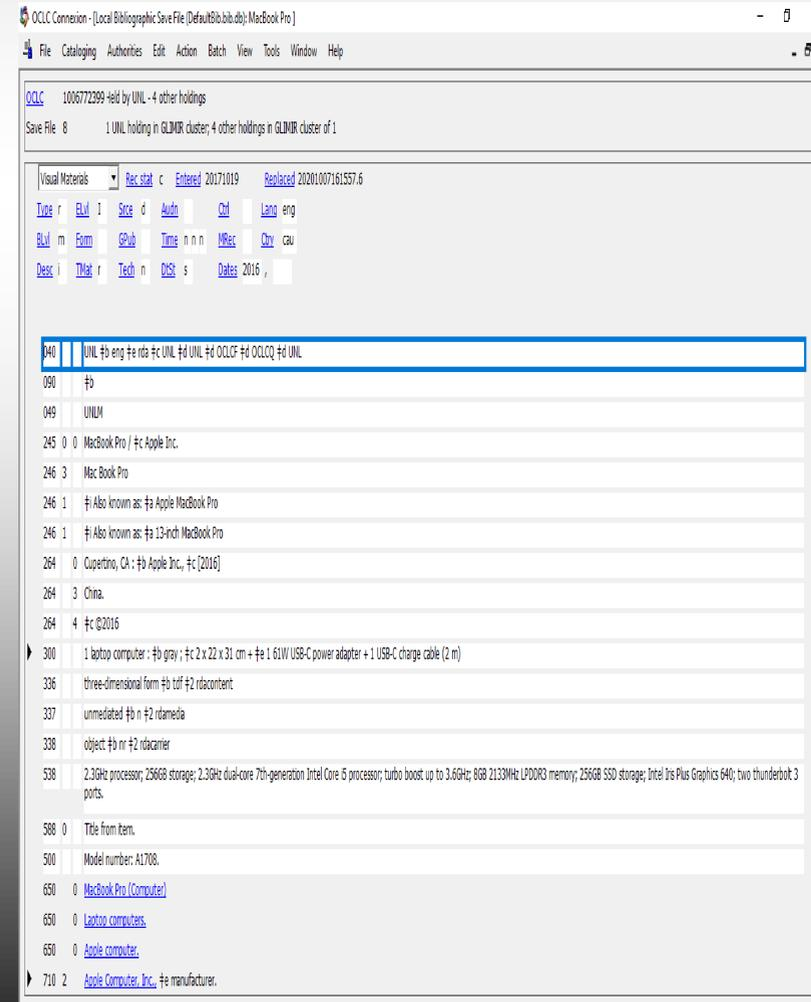 OCLC Connexion - [Local Bibliographic Save File (DefaultBib.bib.db): MacBook Pro ]
File Cataloging Authorities Edit Action Batch View Tools Window Help
OCLC 1006772399 Held by UNL - 4 other holdings
Save File 8 1 UNL holding in GLIMIR cluster; 4 other holdings in GLIMIR cluster of 1
Visual Materials Rec stat c Entered 20171019 Replaced 20201007161557.6
Type r ELvl I Srce d Audn Ctrl Lang eng
BLvl m Form GPub Time n n n MRec Ctry cau
Desc i TMat r Tech n DtSt s Dates 2016 ,
040 UNL ‡b eng ‡e rda ‡c UNL ‡d UNL ‡d OCLCF ‡d OCLCQ ‡d UNL
090 ‡b
049 UNLM
245 0 0 MacBook Pro / ‡c Apple Inc.
246 3 Mac Book Pro
246 1 ‡i Also known as: ‡a Apple MacBook Pro
246 1 ‡i Also known as: ‡a 13-inch MacBook Pro
264 0 Cupertino, CA : ‡b Apple Inc., ‡c [2016]
264 3 China.
264 4 ‡c ©2016
300 1 laptop computer : ‡b gray ; ‡c 2 x 22 x 31 cm + ‡e 1 61W USB-C power adapter + 1 USB-C charge cable (2 m)
336 three-dimensional form ‡b tdf ‡2 rdacontent
337 unmediated ‡b n ‡2 rdamedia
338 object ‡b nr ‡2 rdacarrier
538 2.3GHz processor; 256GB storage; 2.3GHz dual-core 7th-generation Intel Core i5 processor; turbo boost up to 3.6GHz; 8GB 2133MHz LPDDR3 memory; 256GB SSD storage; Intel Iris Plus Graphics 640; two thunderbolt 3
ports.
588 0 Title from item.
500 Model number: A1708.
650 0 MacBook Pro (Computer)
650 0 Laptop computers.
650 0 Apple computer.
710 2 Apple Computer, Inc., ‡e manufacturer.